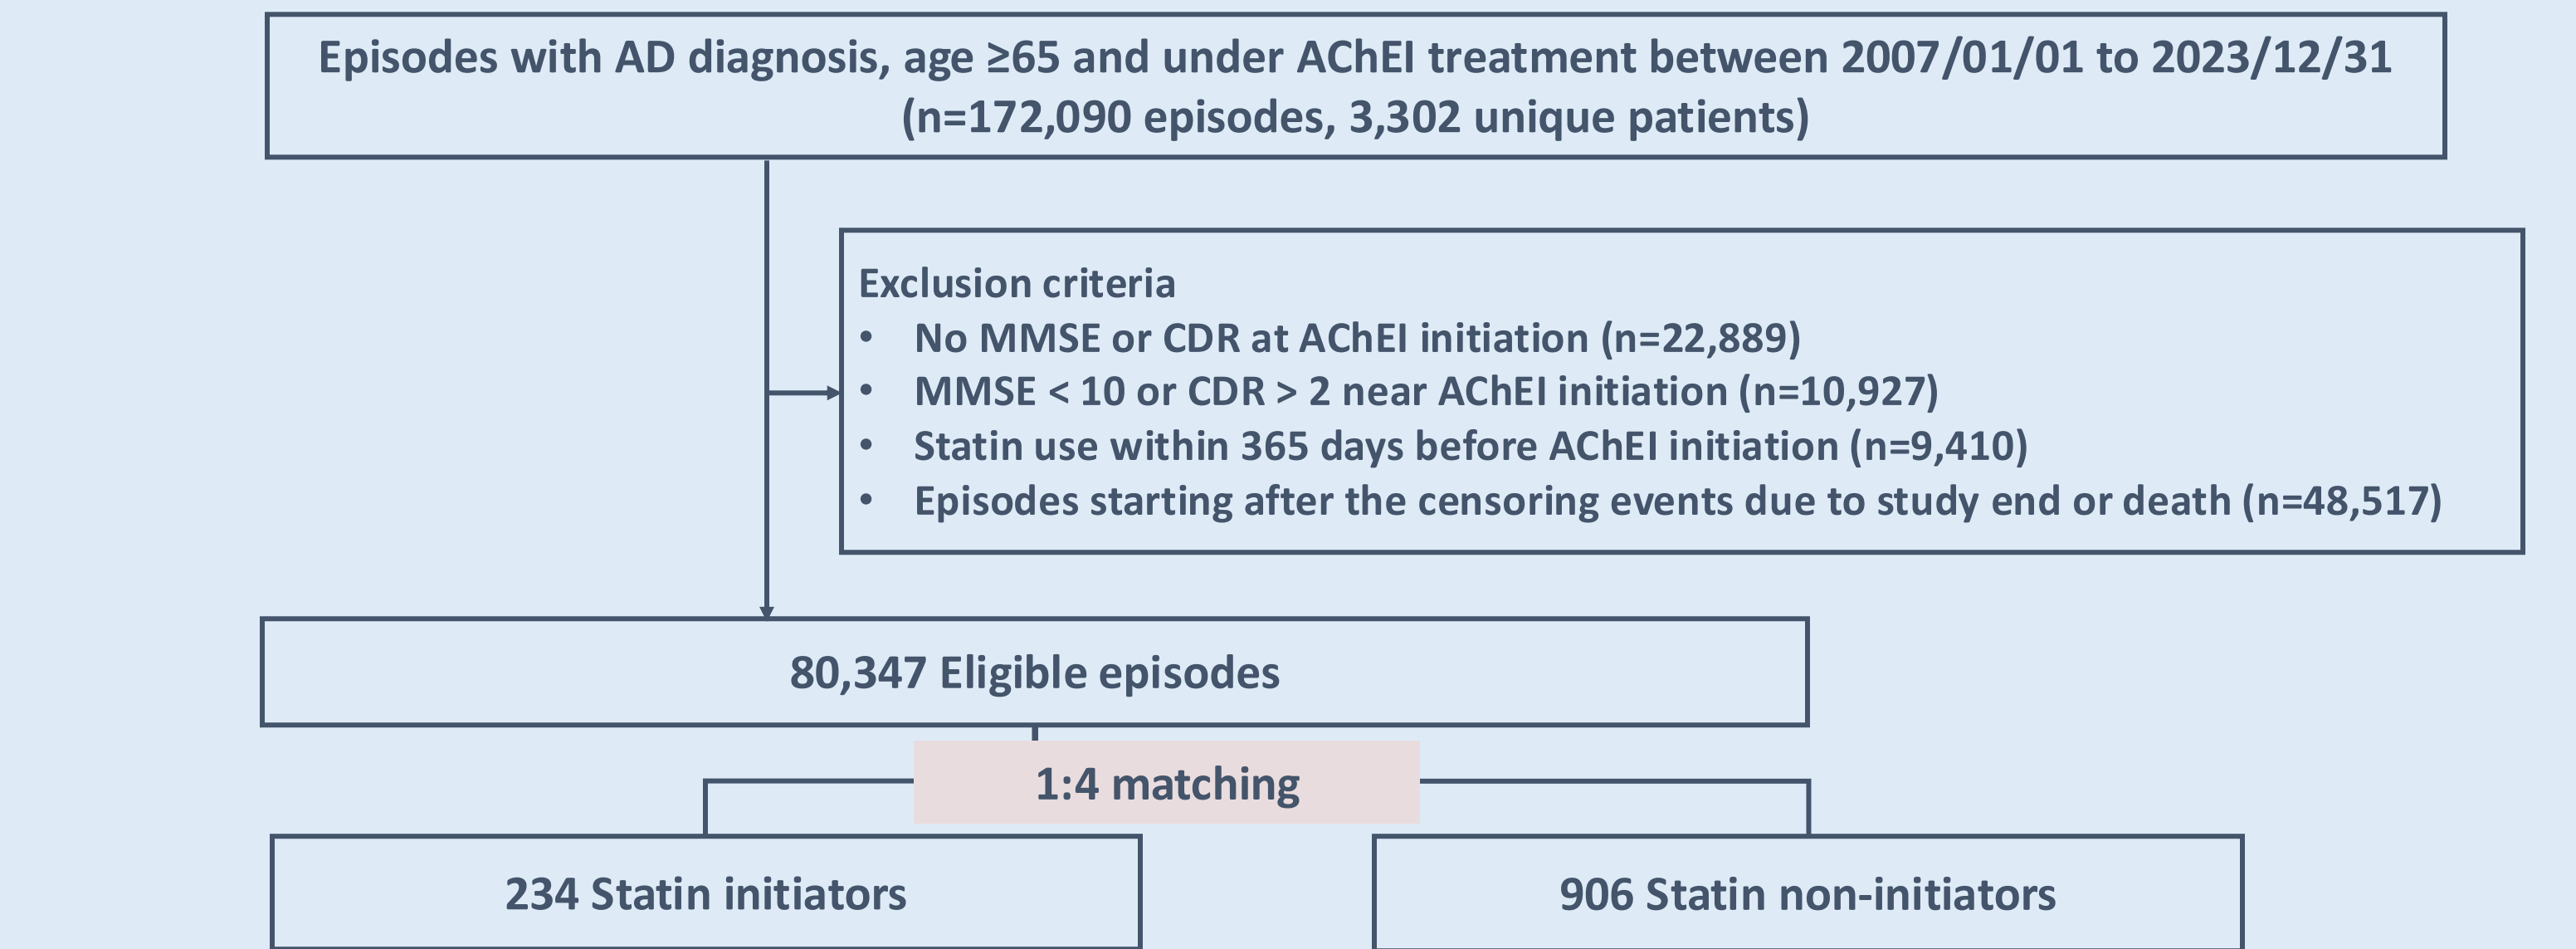 Episodes with AD diagnosis, age ≥65 and under AChEI treatment between 2007/01/01 to 2023/12/31
(n=172,090 episodes, 3,302 unique patients)
Exclusion criteria
• No MMSE or CDR at AChEI initiation (n=22,889)
• MMSE < 10 or CDR > 2 near AChEI initiation (n=10,927)
• Statin use within 365 days before AChEI initiation (n=9,410)
• Episodes starting after the censoring events due to study end or death (n=48,517)
80,347 Eligible episodes
1:4 matching
234 Statin initiators
906 Statin non-initiators